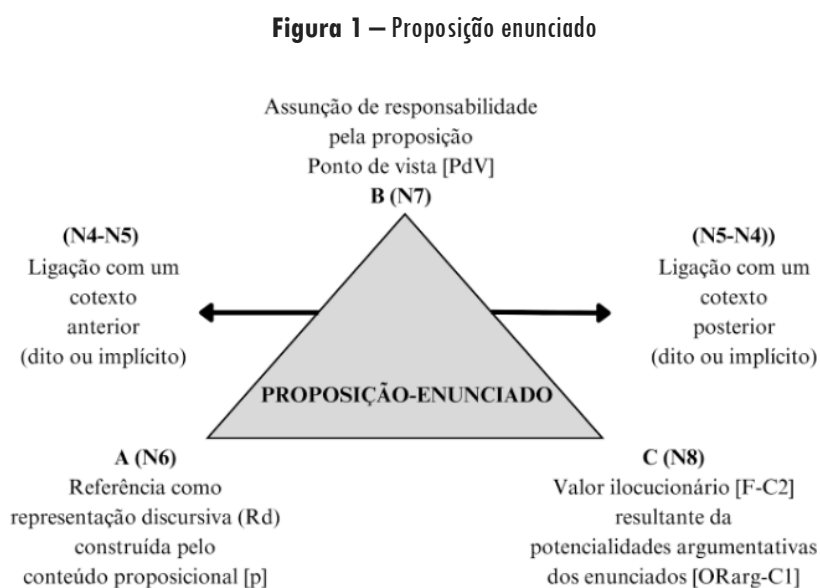 Figura 1 – Proposição enunciado
Assunção de responsabilidade
pela proposição
Ponto de vista [PdV]
B (N7)
(N4-N5)
Ligação com um
cotexto
anterior
(dito ou implícito)
(N5-N4))
Ligação com um
cotexto
posterior
(dito ou implícito)
PROPOSIÇÃO-ENUNCIADO
A (N6)
Referência como
representação discursiva (Rd)
construída pelo
conteúdo proposicional [p]
C (N8)
Valor ilocucionário [F-C2]
resultante da
potencialidades argumentativas
dos enunciados [ORarg-C1]